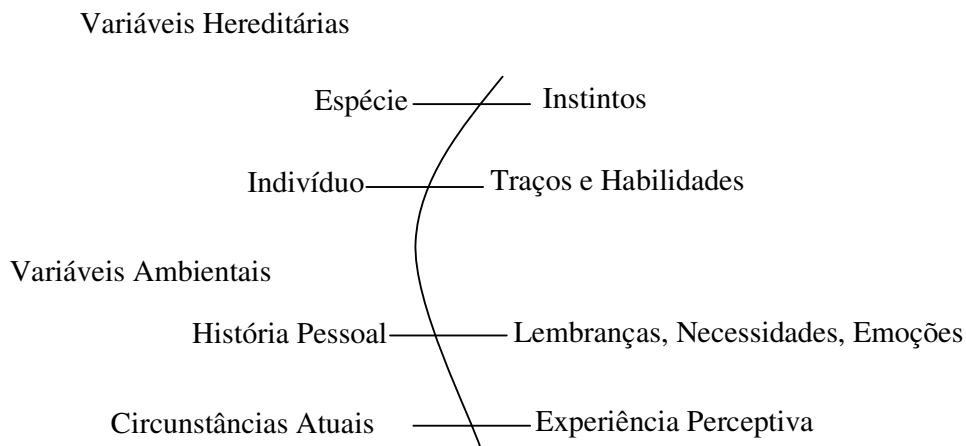 Variáveis Hereditárias
Espécie Instintos
Indivíduo Traços e Habilidades
Variáveis Ambientais
História Pessoal Lembranças, Necessidades, Emoções
Circunstâncias Atuais Experiência Perceptiva